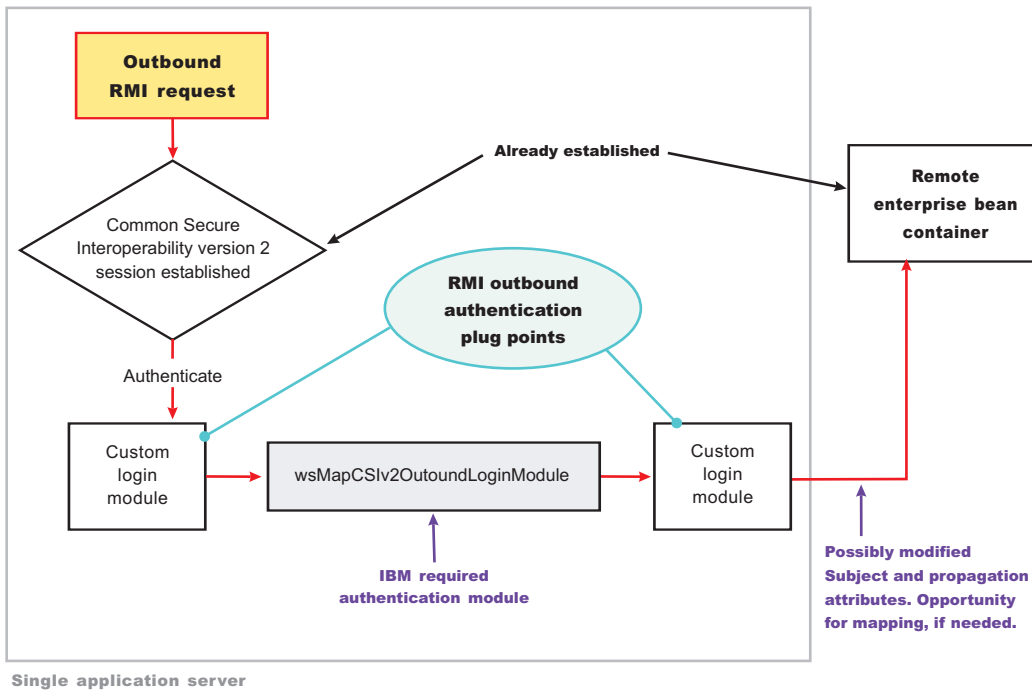 Outbound
RMI request
Already established
Remote
enterprise bean
container
Common Secure
Interoperability version 2
session established
RMI outbound
authentication
plug points
Authenticate
Custom
login
module
wsMapCSIv2OutoundLoginModule
Custom
login
module
IBM required
authentication module
Possibly modified
Subject and propagation
attributes. Opportunity
for mapping, if needed.
Single application server